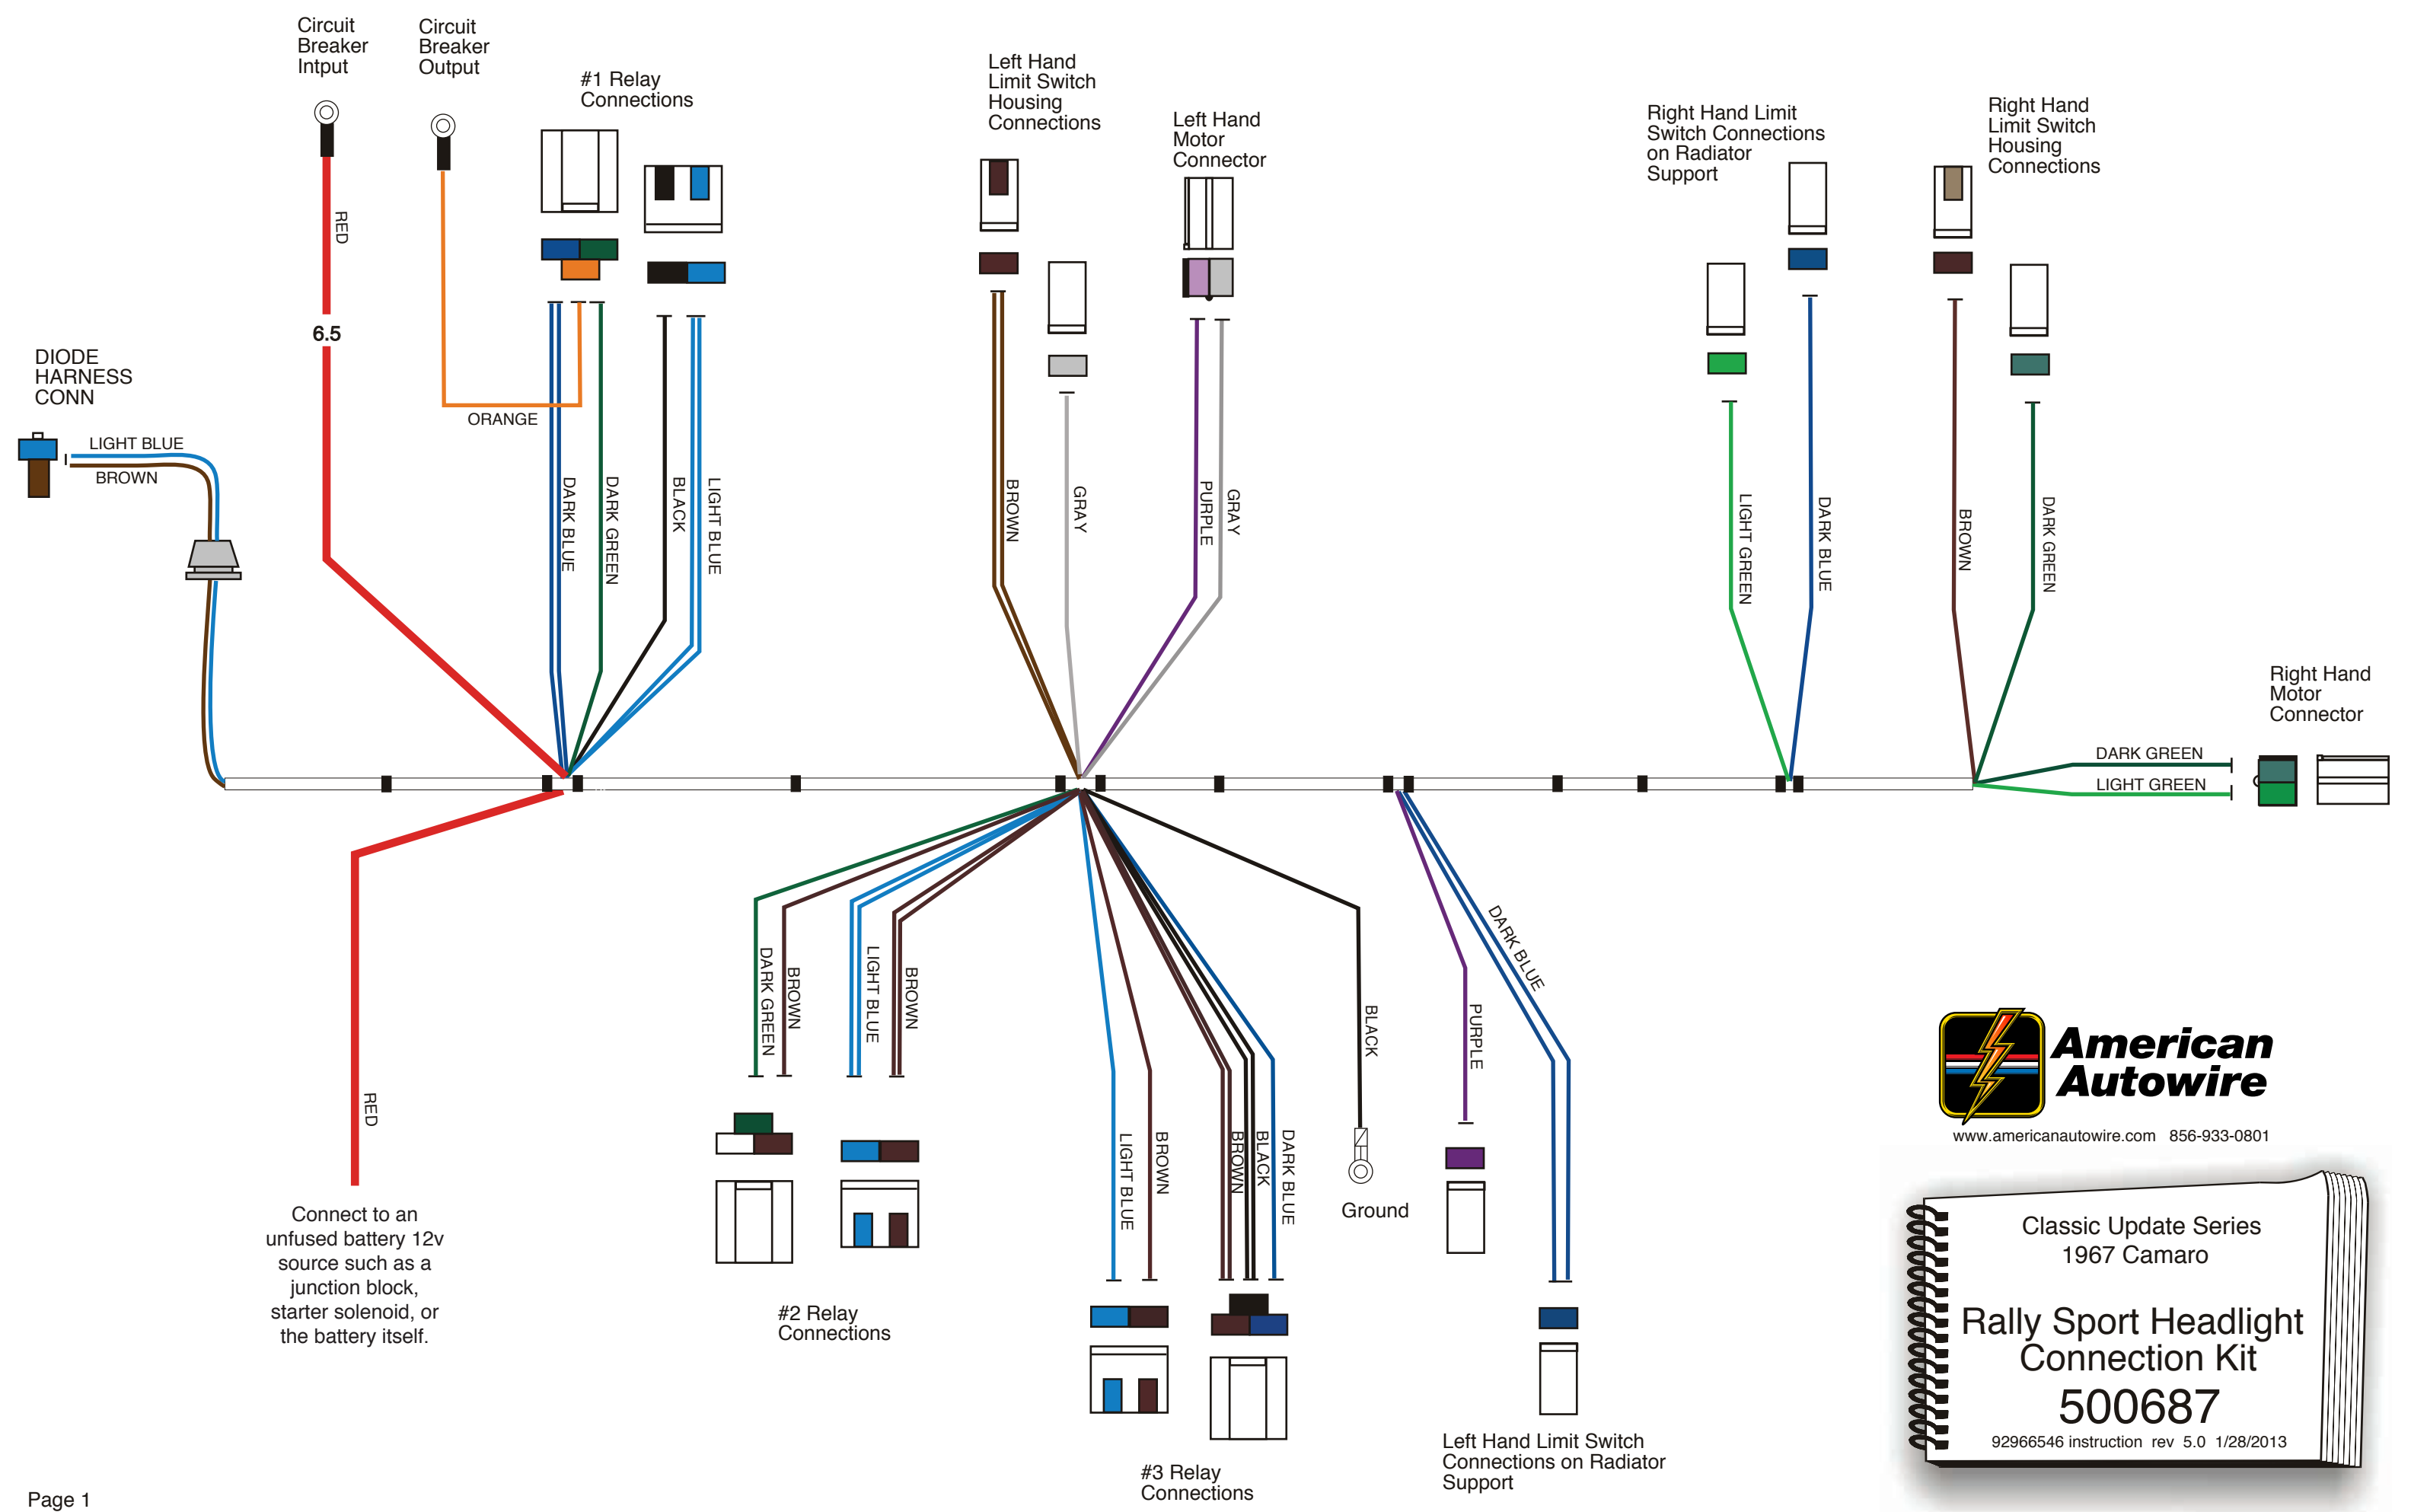 Circuit
Breaker
Intput
Circuit
Breaker
Output
#1 Relay
Connections
Left Hand
Limit Switch
Housing
Connections
Left Hand
Motor
Connector
Right Hand Limit
Switch Connections
on Radiator
Support
Right Hand
Limit Switch
Housing
Connections
RED
6.5
DIODE
HARNESS
CONN
LIGHT BLUE
BROWN
ORANGE
DARK BLUE
DARK GREEN
BLACK
LIGHT BLUE
BROWN
GRAY
PURPLE
GRAY
LIGHT GREEN
DARK BLUE
BROWN
DARK GREEN
Right Hand
Motor
Connector
DARK GREEN
LIGHT GREEN
RED
Connect to an
unfused battery 12v
source such as a
junction block,
starter solenoid, or
the battery itself.
DARK GREEN
BROWN
LIGHT BLUE
BROWN
#2 Relay
Connections
LIGHT BLUE
BROWN
BROWN
BLACK
DARK BLUE
#3 Relay
Connections
BLACK
Ground
PURPLE
DARK BLUE
Left Hand Limit Switch
Connections on Radiator
Support
American
Autowire
www.americanautowire.com 856-933-0801
Classic Update Series
1967 Camaro
Rally Sport Headlight
Connection Kit
500687
92966546 instruction rev 5.0 1/28/2013
Page 1